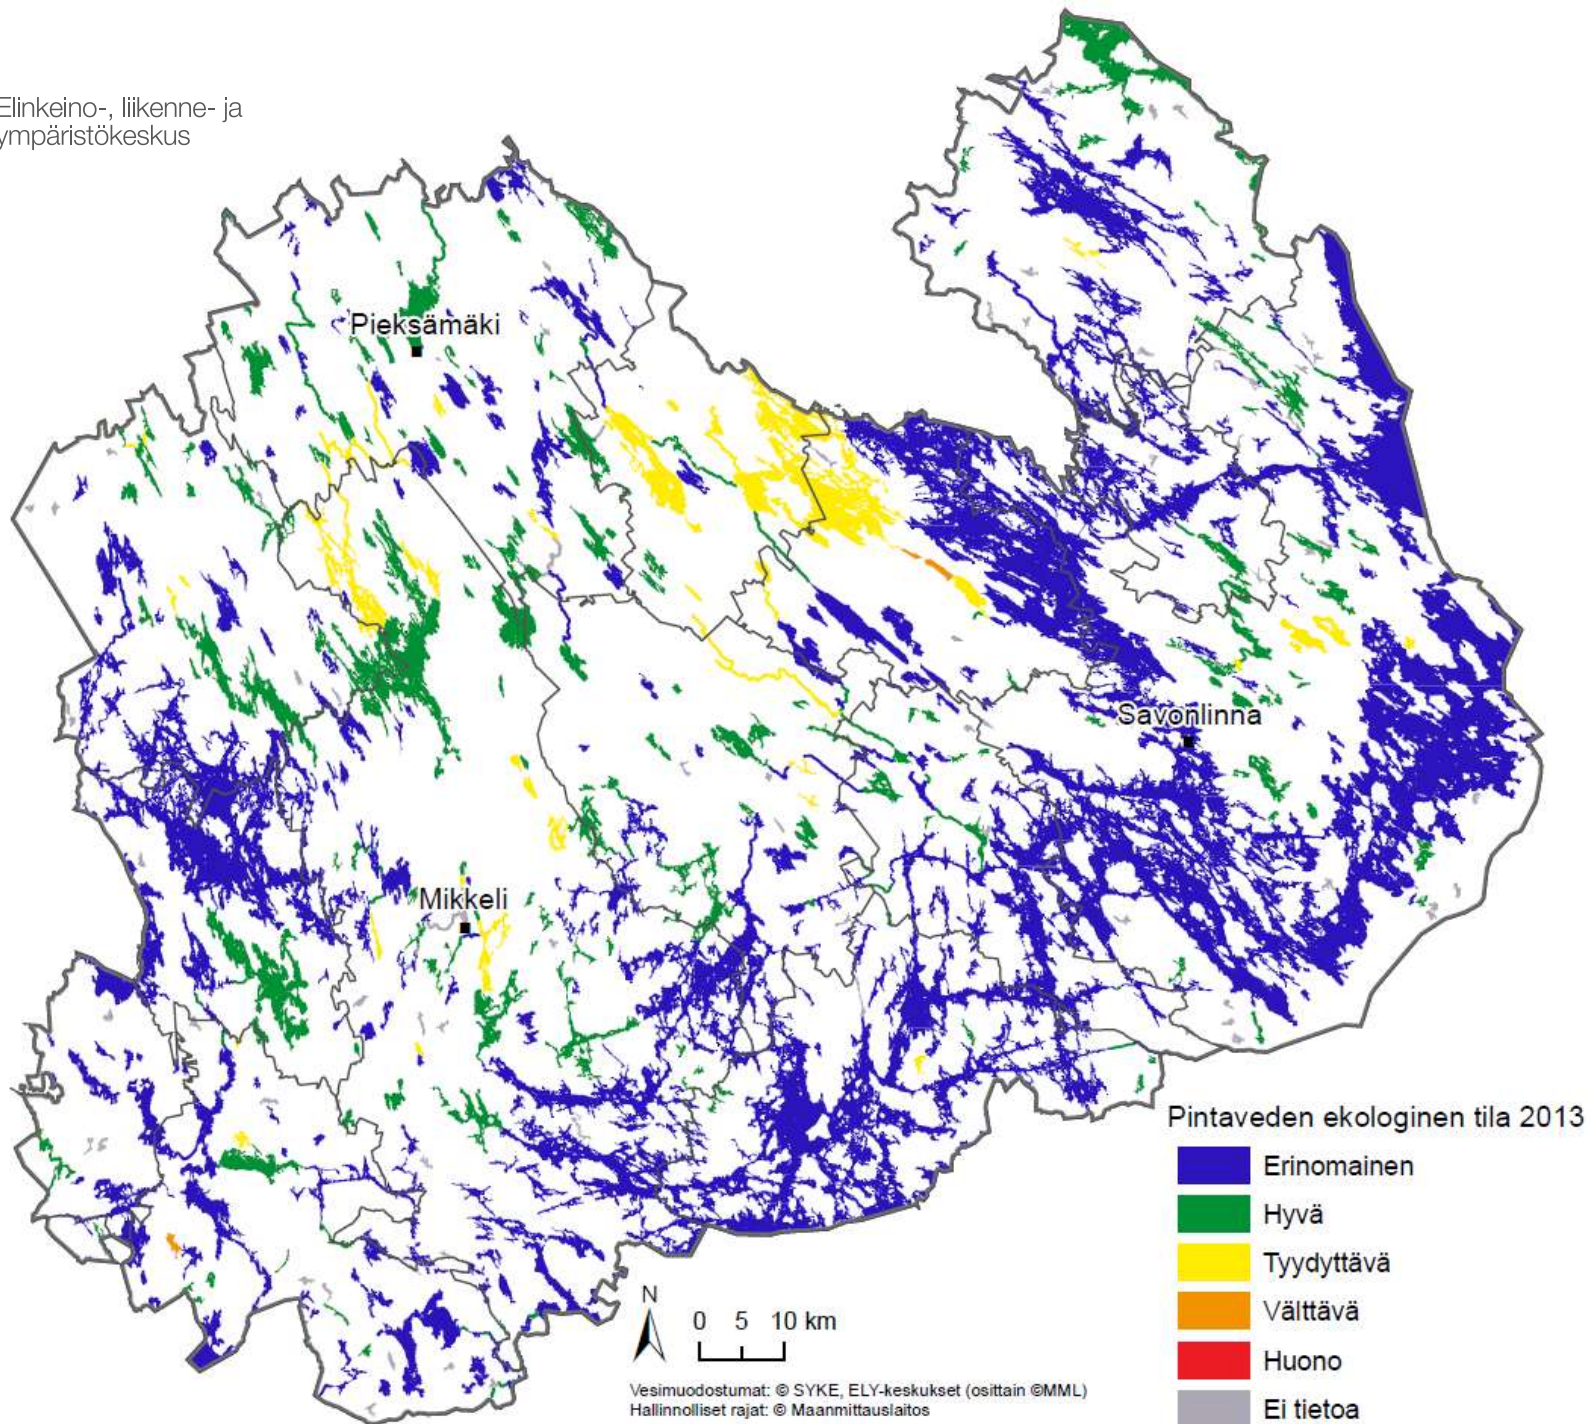 Elinkeino-, liikenne- ja
ympäristökeskus
Pieksämäki
Savonlinna
Mikkeli
Pintaveden ekologinen tila 2013
Erinomainen
Hyvä
Tyydyttävä
Välttävä
Huono
Ei tietoa
N
0 5 10 km
Vesimuodostumat: © SYKE, ELY-keskukset (osittain ©MML)
Hallinnolliset rajat: © Maanmittauslaitos